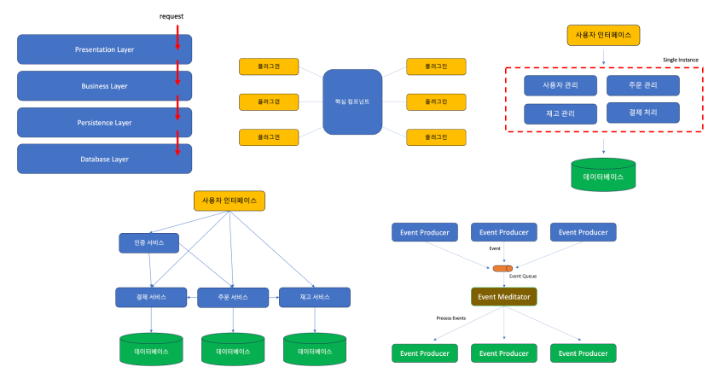 request
Presentation Layer
Business Layer
Persistence Layer
Database Layer
플러그인
플러그인
플러그인
핵심 컴포넌트
플러그인
플러그인
플러그인
사용자 인터페이스
Single Instance
사용자 관리
주문 관리
재고 관리
결제 처리
데이터베이스
사용자 인터페이스
인증 서비스
결제 서비스
주문 서비스
재고 서비스
데이터베이스
데이터베이스
데이터베이스
Event Producer
Event Producer
Event Producer
Event
Event Queue
Event Meditator
Process Events
Event Producer
Event Producer
Event Producer